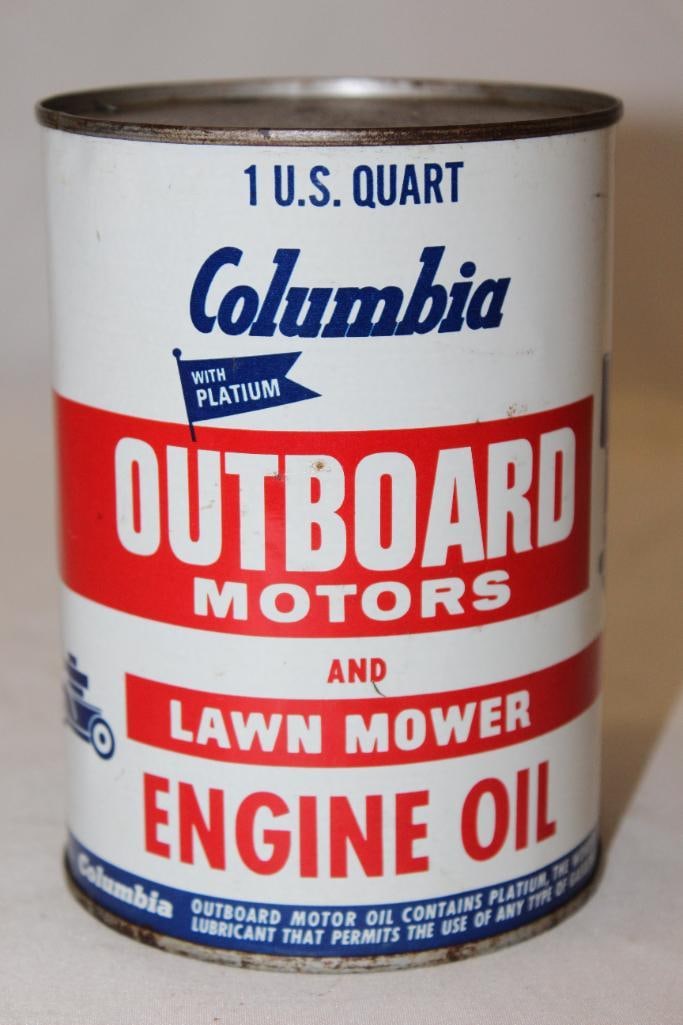 1 U.S. QUART
Columbia
WITH
PLATIUM
OUTBOARD
MOTORS
AND
LAWN MOWER
ENGINE OIL
Columbia
OUTBOARD MOTOR OIL CONTAINS PLATIUM, THE
LUBRICANT THAT PERMITS THE USE OF ANY TYPE OF